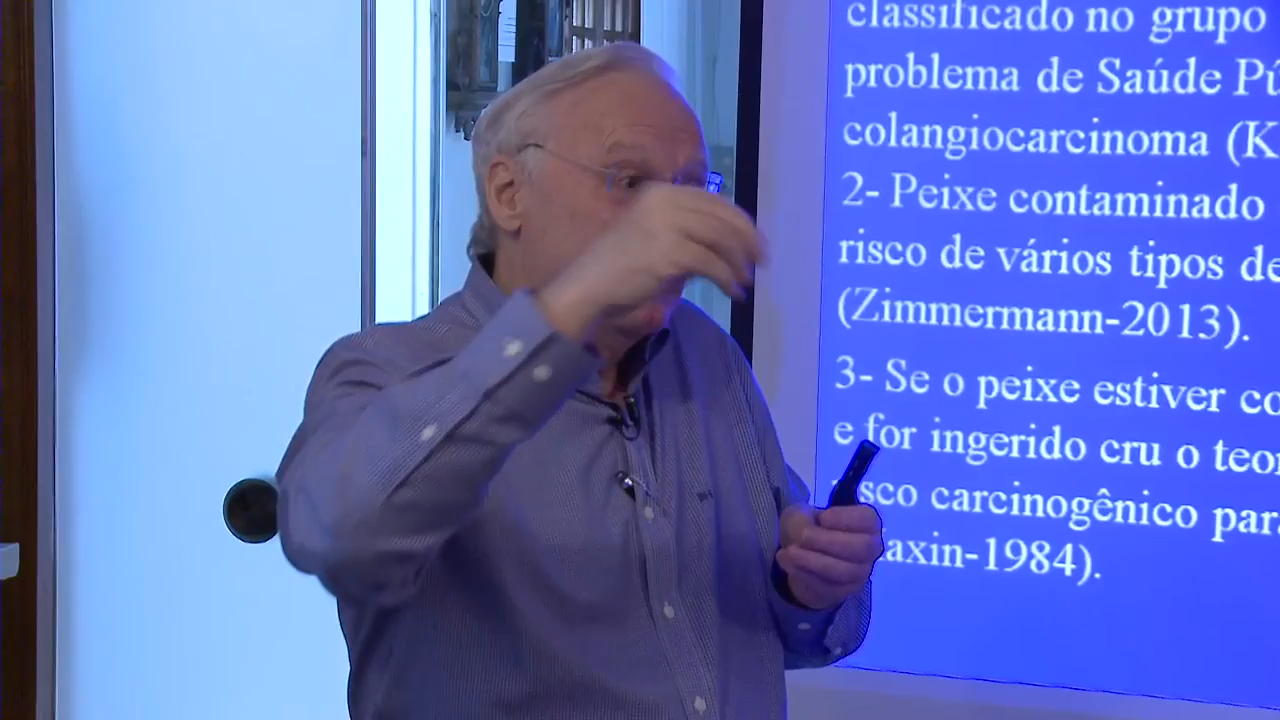 classificado no grupo
problema de Saúde Pú
colangiocarcinoma (K
2- Peixe contaminado
risco de vários tipos de
(Zimmermann-2013).
3- Se o peixe estiver co
e for ingerido cru o teor
isco carcinogênico para
axin-1984).